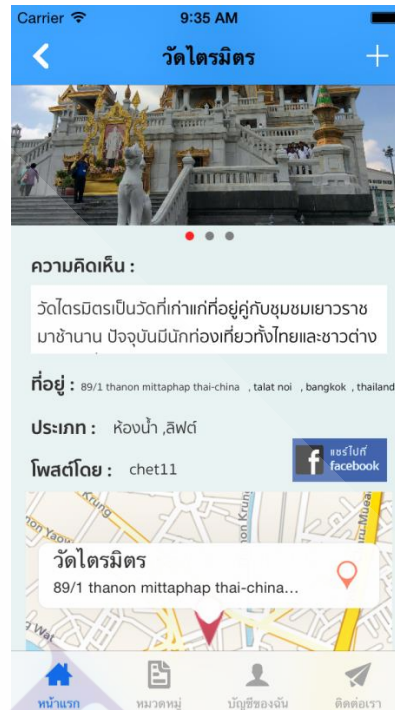 Carrier 9:35 AM
วัดไตรมิตร
ความคิดเห็น :
วัดไตรมิตรเป็นวัดที่เก่าแก่ที่อยู่คู่กับชุมชมเยาวราช
มาช้านาน ปัจจุบันมีนักท่องเที่ยวทั้งไทยและชาวต่าง
ที่อยู่ : 89/1 thanon mittaphap thai-china , talat noi , bangkok , thailand
ประเภท : ห้องน้ำ ,ลิฟต์
โพสต์โดย : chet11
แชร์ไปที่
facebook
วัดไตรมิตร
89/1 thanon mittaphap thai-china...
หน้าแรก หมวดหมู่ บัญชีของฉัน ติดต่อเรา